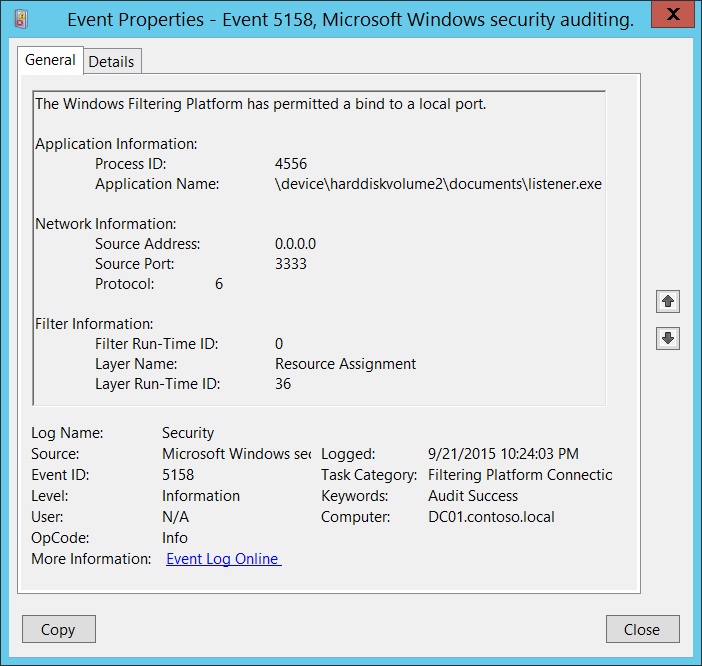 Event Properties - Event 5158, Microsoft Windows security auditing.
X
General Details
The Windows Filtering Platform has permitted a bind to a local port.
Application Information:
Process ID: 4556
Application Name: \device\harddiskvolume2\documents\listener.exe
Network Information:
Source Address: 0.0.0.0
Source Port: 3333
Protocol: 6
Filter Information:
Filter Run-Time ID: 0
Layer Name: Resource Assignment
Layer Run-Time ID: 36
Log Name: Security
Source: Microsoft Windows sec Logged: 9/21/2015 10:24:03 PM
Event ID: 5158 Task Category: Filtering Platform Connectic
Level: Information Keywords: Audit Success
User: N/A Computer: DC01.contoso.local
OpCode: Info
More Information: Event Log Online
Copy Close